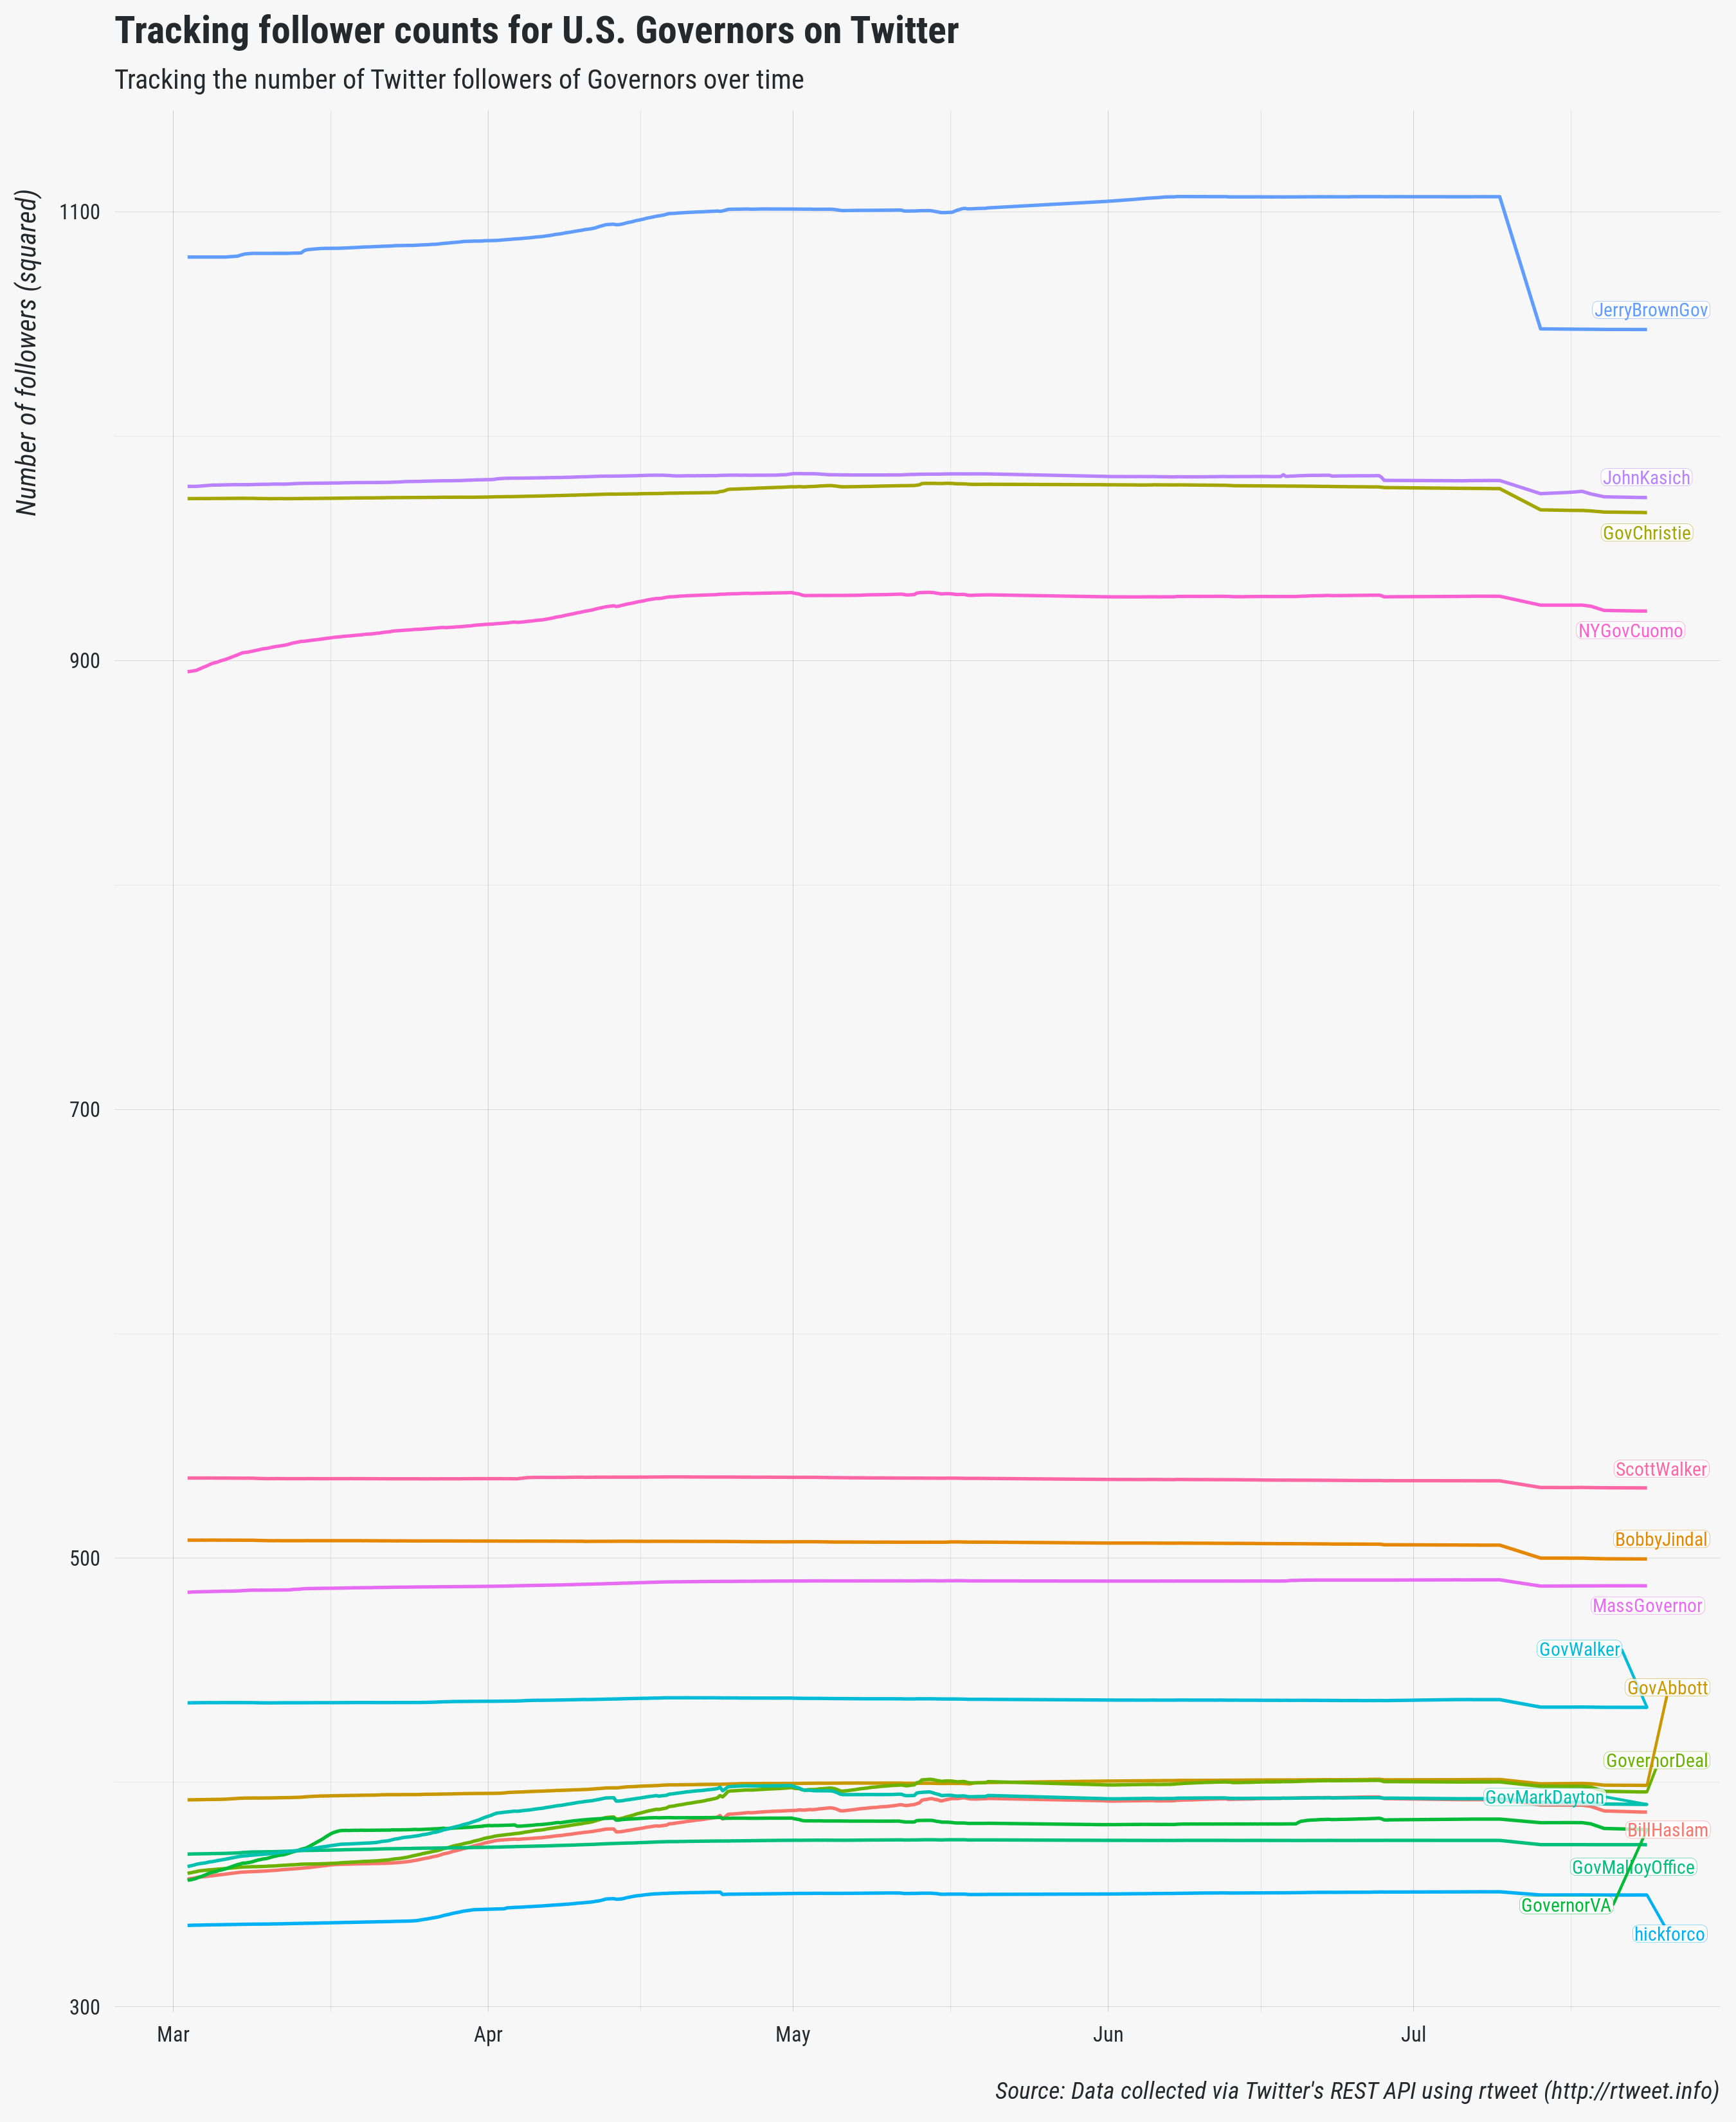 Tracking follower counts for U.S. Governors on Twitter
Tracking the number of Twitter followers of Governors over time
Number of followers (squared)
1100
900
700
500
300
JerryBrownGov
JohnKasich
GovChristie
NYGovCuomo
ScottWalker
BobbyJindal
MassGovernor
GovWalker
GovAbbott
GovernorDeal
GovMarkDayton
BillHaslam
GovMalloyOffice
GovernorVA
hickforco
Mar
Apr
May
Jun
Jul
Source: Data collected via Twitter's REST API using rtweet (http://rtweet.info)